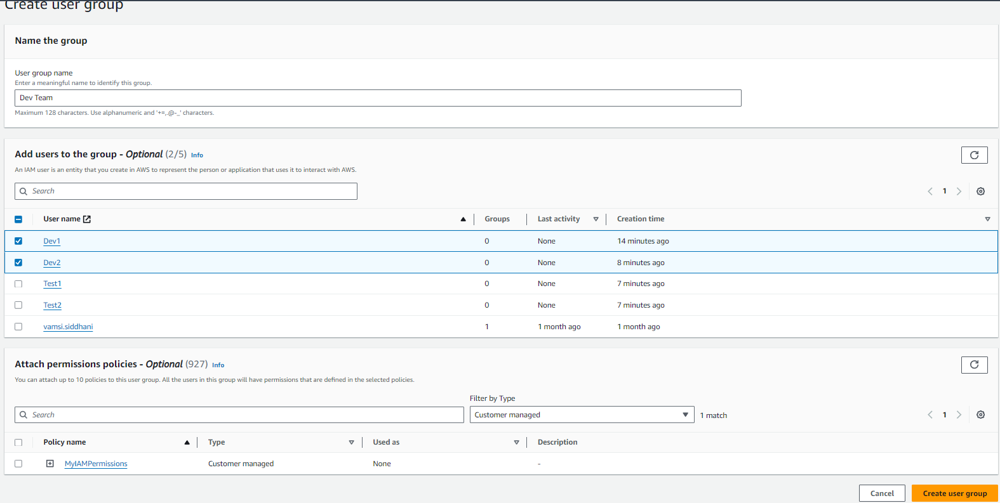 Create user group
Name the group
User group name
Enter a meaningful name to identify this group.
Dev Team
Maximum 128 characters. Use alphanumeric and '+=,.@-_' characters.
Add users to the group - Optional (2/5) Info
An IAM user is an entity that you create in AWS to represent the person or application that uses it to interact with AWS.
Search
1
User name Groups Last activity Creation time
Dev1 0 None 14 minutes ago
Dev2 0 None 8 minutes ago
Test1 0 None 7 minutes ago
Test2 0 None 7 minutes ago
vamsi.siddhani 1 1 month ago 1 month ago
Attach permissions policies - Optional (927) Info
You can attach up to 10 policies to this user group. All the users in this group will have permissions that are defined in the selected policies.
Filter by Type
Search Customer managed 1 match 1
Policy name Type Used as Description
MyIAMPermissions Customer managed None -
Cancel Create user group